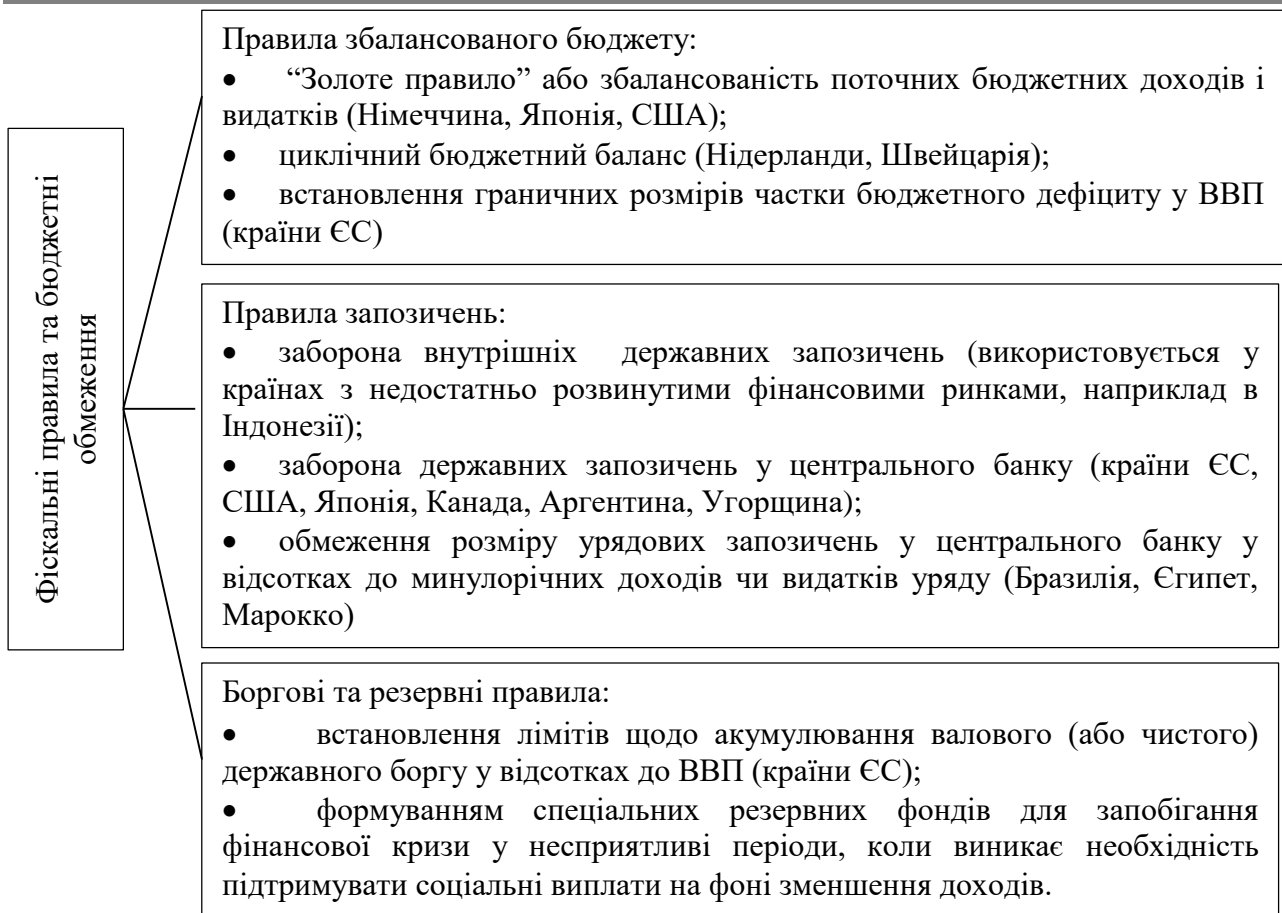 Фіскальні правила та бюджетні
обмеження
Правила збалансованого бюджету:
• “Золоте правило” або збалансованість поточних бюджетних доходів і
видатків (Німеччина, Японія, США);
• циклічний бюджетний баланс (Нідерланди, Швейцарія);
• встановлення граничних розмірів частки бюджетного дефіциту у ВВП
(країни ЄС)
Правила запозичень:
• заборона внутрішніх державних запозичень (використовується у
країнах з недостатньо розвинутими фінансовими ринками, наприклад в
Індонезії);
• заборона державних запозичень у центрального банку (країни ЄС,
США, Японія, Канада, Аргентина, Угорщина);
• обмеження розміру урядових запозичень у центрального банку у
відсотках до минулорічних доходів чи видатків уряду (Бразилія, Єгипет,
Марокко)
Боргові та резервні правила:
• встановлення лімітів щодо акумулювання валового (або чистого)
державного боргу у відсотках до ВВП (країни ЄС);
• формуванням спеціальних резервних фондів для запобігання
фінансової кризи у несприятливі періоди, коли виникає необхідність
підтримувати соціальні виплати на фоні зменшення доходів.